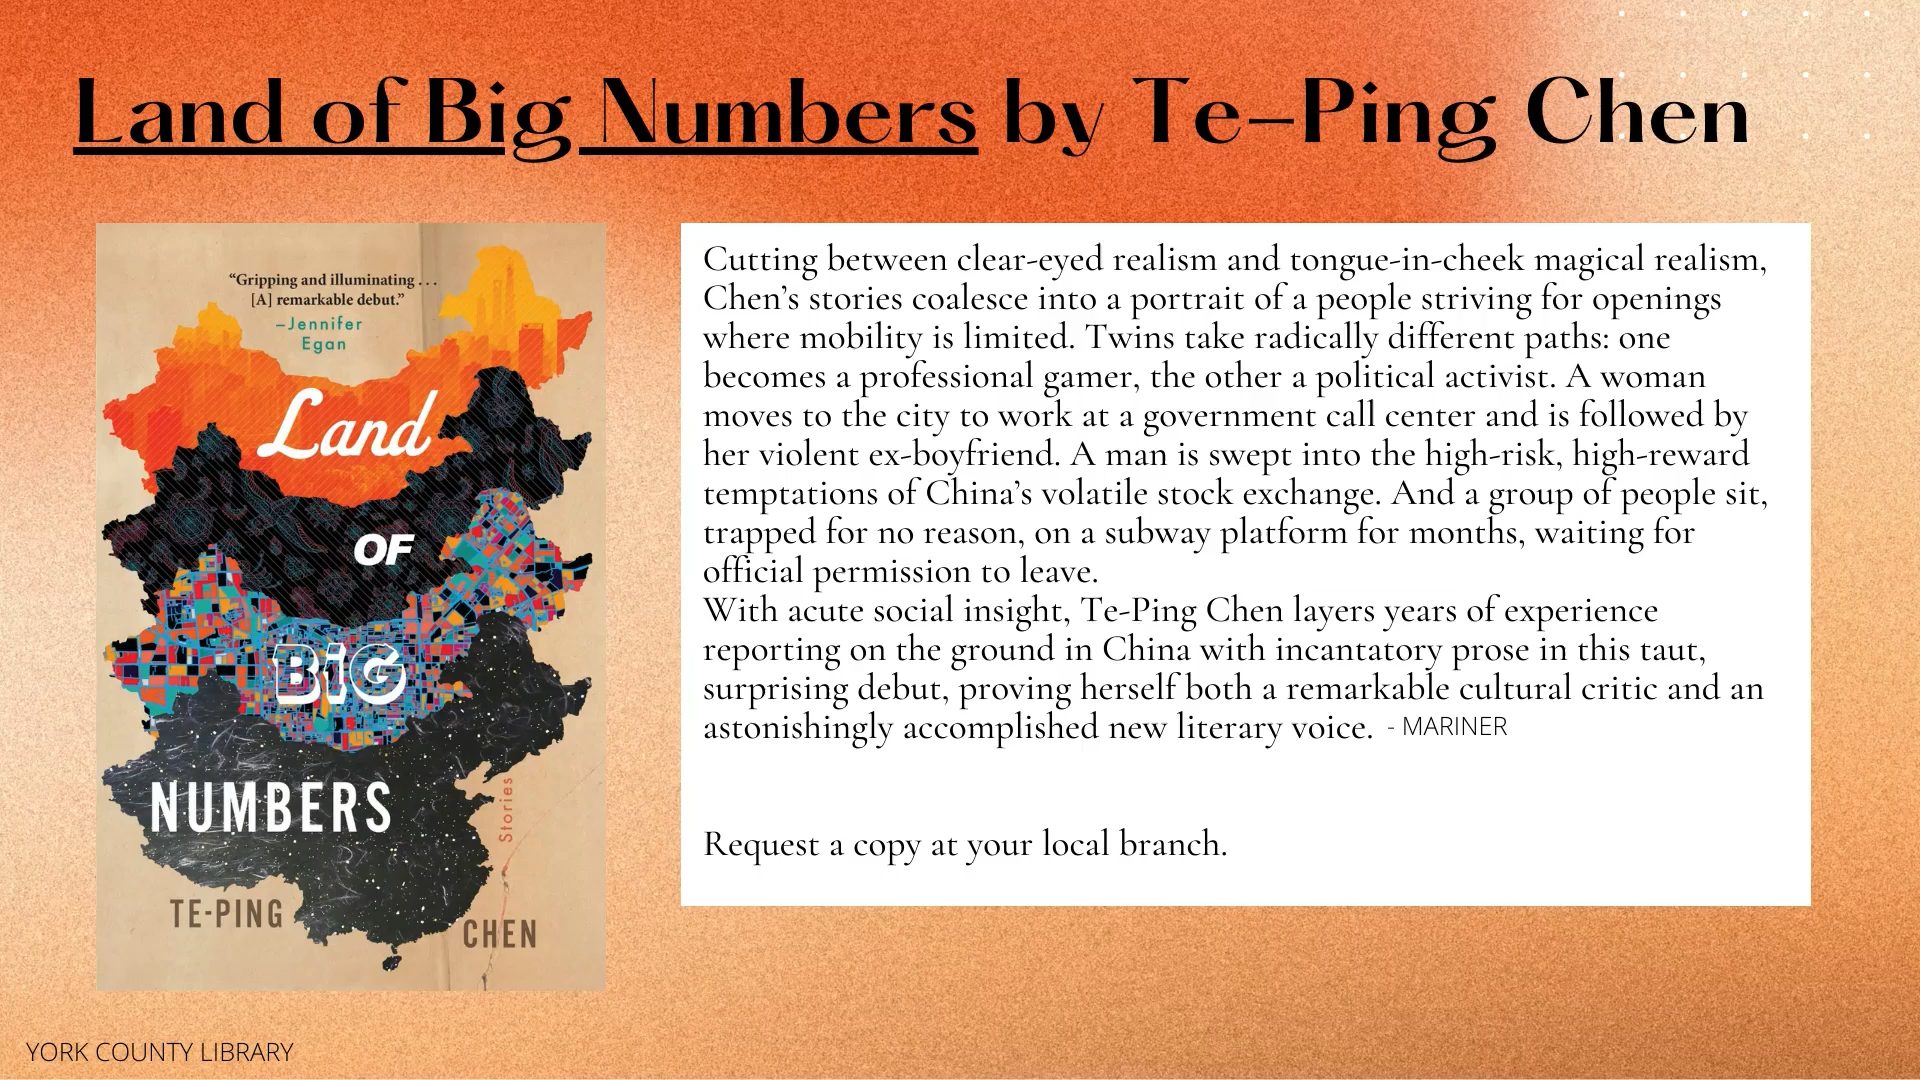 Land of Big Numbers by Te-Ping Chen
“Gripping and illuminating . . .
[A] remarkable debut.”
–Jennifer
Egan
Land
OF
BiG
NUMBERS
Stories
TE-PING
CHEN
Cutting between clear-eyed realism and tongue-in-cheek magical realism,
Chen’s stories coalesce into a portrait of a people striving for openings
where mobility is limited. Twins take radically different paths: one
becomes a professional gamer, the other a political activist. A woman
moves to the city to work at a government call center and is followed by
her violent ex-boyfriend. A man is swept into the high-risk, high-reward
temptations of China’s volatile stock exchange. And a group of people sit,
trapped for no reason, on a subway platform for months, waiting for
official permission to leave.
With acute social insight, Te-Ping Chen layers years of experience
reporting on the ground in China with incantatory prose in this taut,
surprising debut, proving herself both a remarkable cultural critic and an
astonishingly accomplished new literary voice. - MARINER
Request a copy at your local branch.
YORK COUNTY LIBRARY